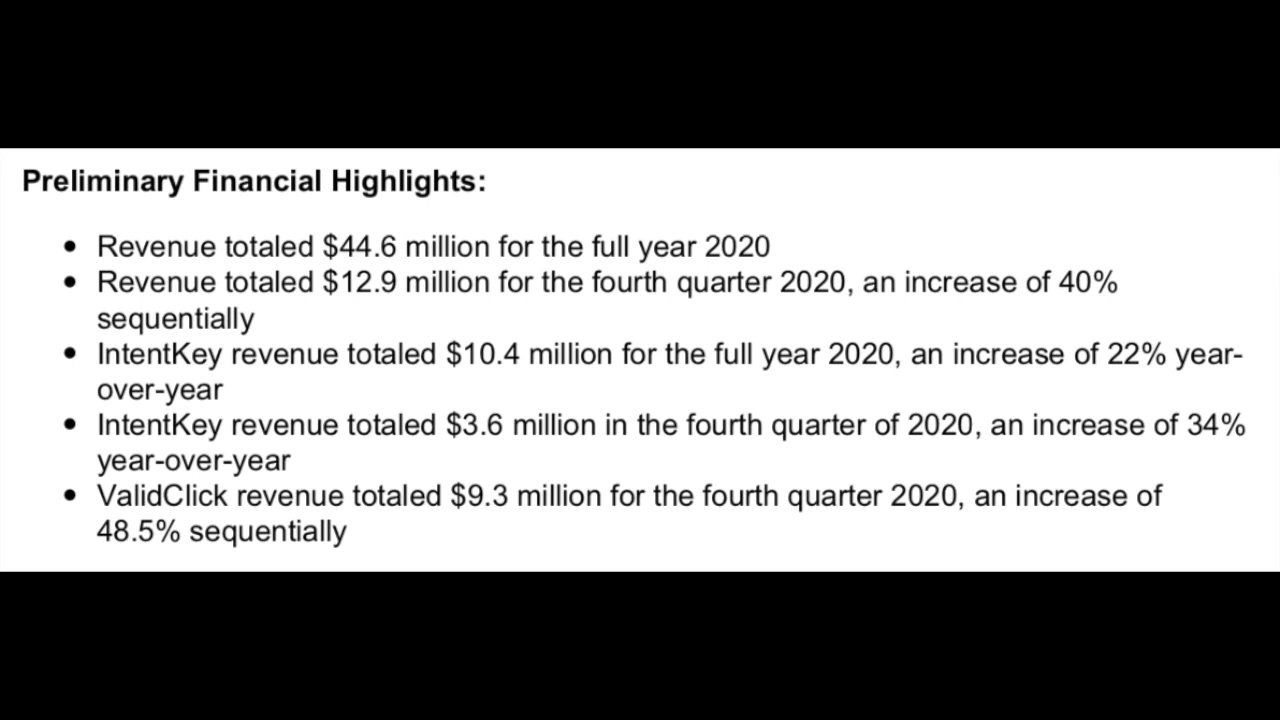 Preliminary Financial Highlights:
• Revenue totaled $44.6 million for the full year 2020
• Revenue totaled $12.9 million for the fourth quarter 2020, an increase of 40%
sequentially
• IntentKey revenue totaled $10.4 million for the full year 2020, an increase of 22% year-
over-year
• IntentKey revenue totaled $3.6 million in the fourth quarter of 2020, an increase of 34%
year-over-year
• ValidClick revenue totaled $9.3 million for the fourth quarter 2020, an increase of
48.5% sequentially